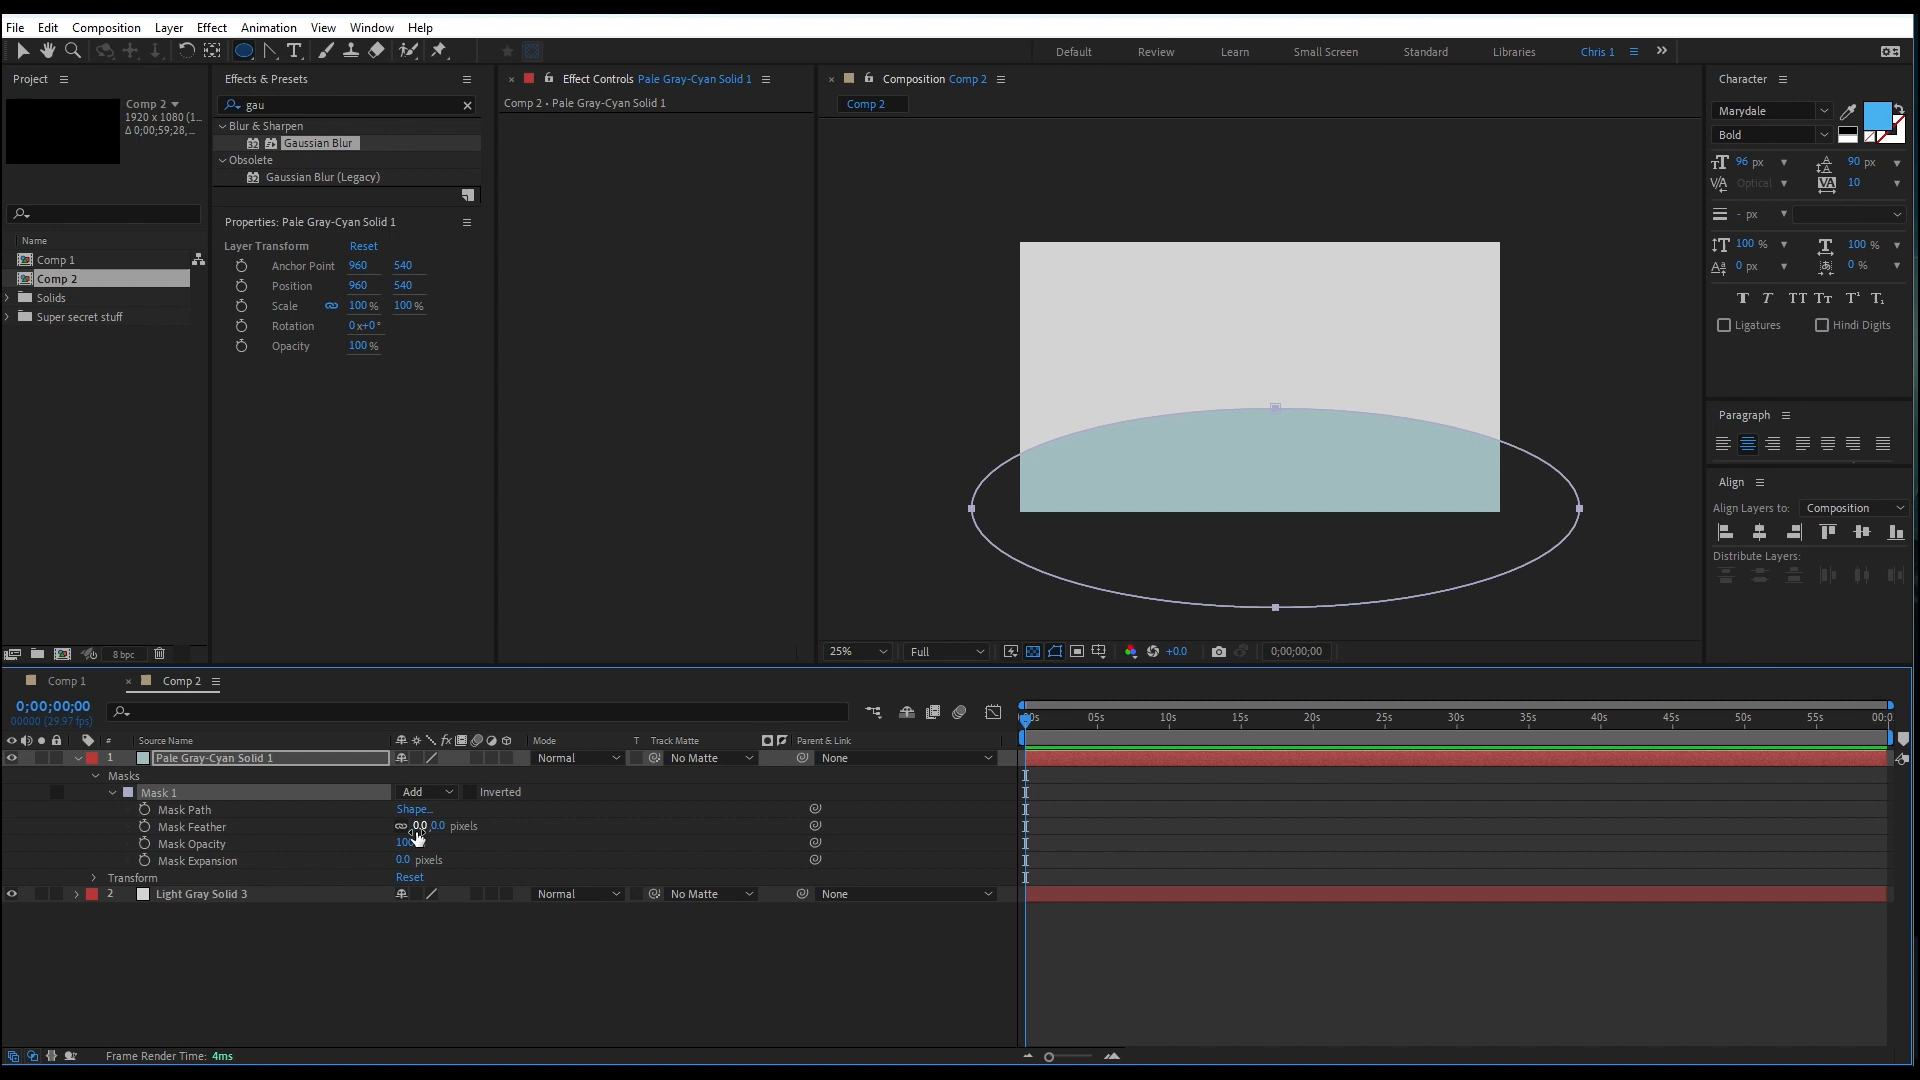 File Edit Composition Layer Effect Animation View Window Help
Default Review Learn Small Screen Standard Libraries Chris 1
Project
Comp 2
1920 x 1080 (1...
Δ 0;00;59;28,...
Name
Comp 1
Comp 2
Solids
Super secret stuff
8 bpc
Effects & Presets
gau
Blur & Sharpen
32 Gaussian Blur
Obsolete
32 Gaussian Blur (Legacy)
Properties: Pale Gray-Cyan Solid 1
Layer Transform Reset
Anchor Point 960 540
Position 960 540
Scale 100 % 100 %
Rotation 0x+0°
Opacity 100 %
Effect Controls Pale Gray-Cyan Solid 1
Comp 2 • Pale Gray-Cyan Solid 1
Composition Comp 2
Comp 2
25% Full +0.0 0;00;00;00
Character
Marydale
Bold
96 px 90 px
Optical 10
- px
100 % 100 %
0 px 0 %
Ligatures Hindi Digits
Paragraph
Align
Align Layers to: Composition
Distribute Layers:
Comp 1 Comp 2
0;00;00;00
00000 (29.97 fps)
05s 10s 15s 20s 25s 30s 35s 40s 45s 50s 55s
# Source Name Mode T Track Matte Parent & Link
1 Pale Gray-Cyan Solid 1 Normal No Matte None
Masks
Mask 1 Add Inverted
Mask Path Shape...
Mask Feather 0.0,0.0 pixels
Mask Opacity
Mask Expansion 0.0 pixels
Transform Reset
2 Light Gray Solid 3 Normal No Matte None
Frame Render Time: 4ms